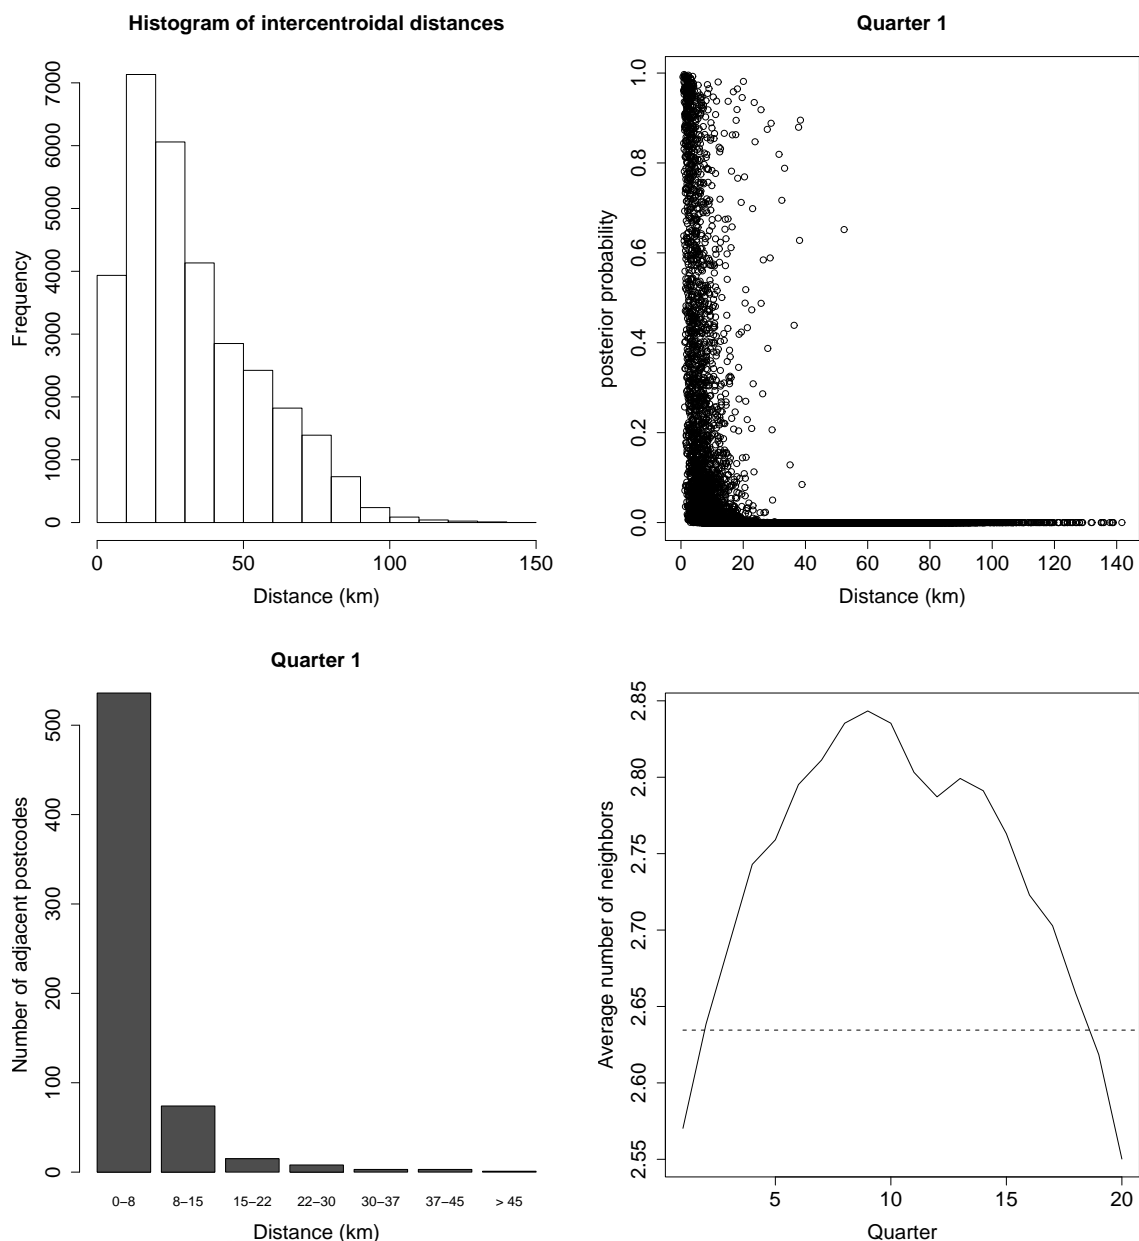 Histogram of intercentroidal distances
Frequency
0 1000 2000 3000 4000 5000 6000 7000
0 50 100 150
Distance (km)
Quarter 1
posterior probability
0.0 0.2 0.4 0.6 0.8 1.0
0 20 40 60 80 100 120 140
Distance (km)
Quarter 1
Number of adjacent postcodes
0 100 200 300 400 500
0–8 8–15 15–22 22–30 30–37 37–45 > 45
Distance (km)
Average number of neighbors
2.55 2.60 2.65 2.70 2.75 2.80 2.85
5 10 15 20
Quarter